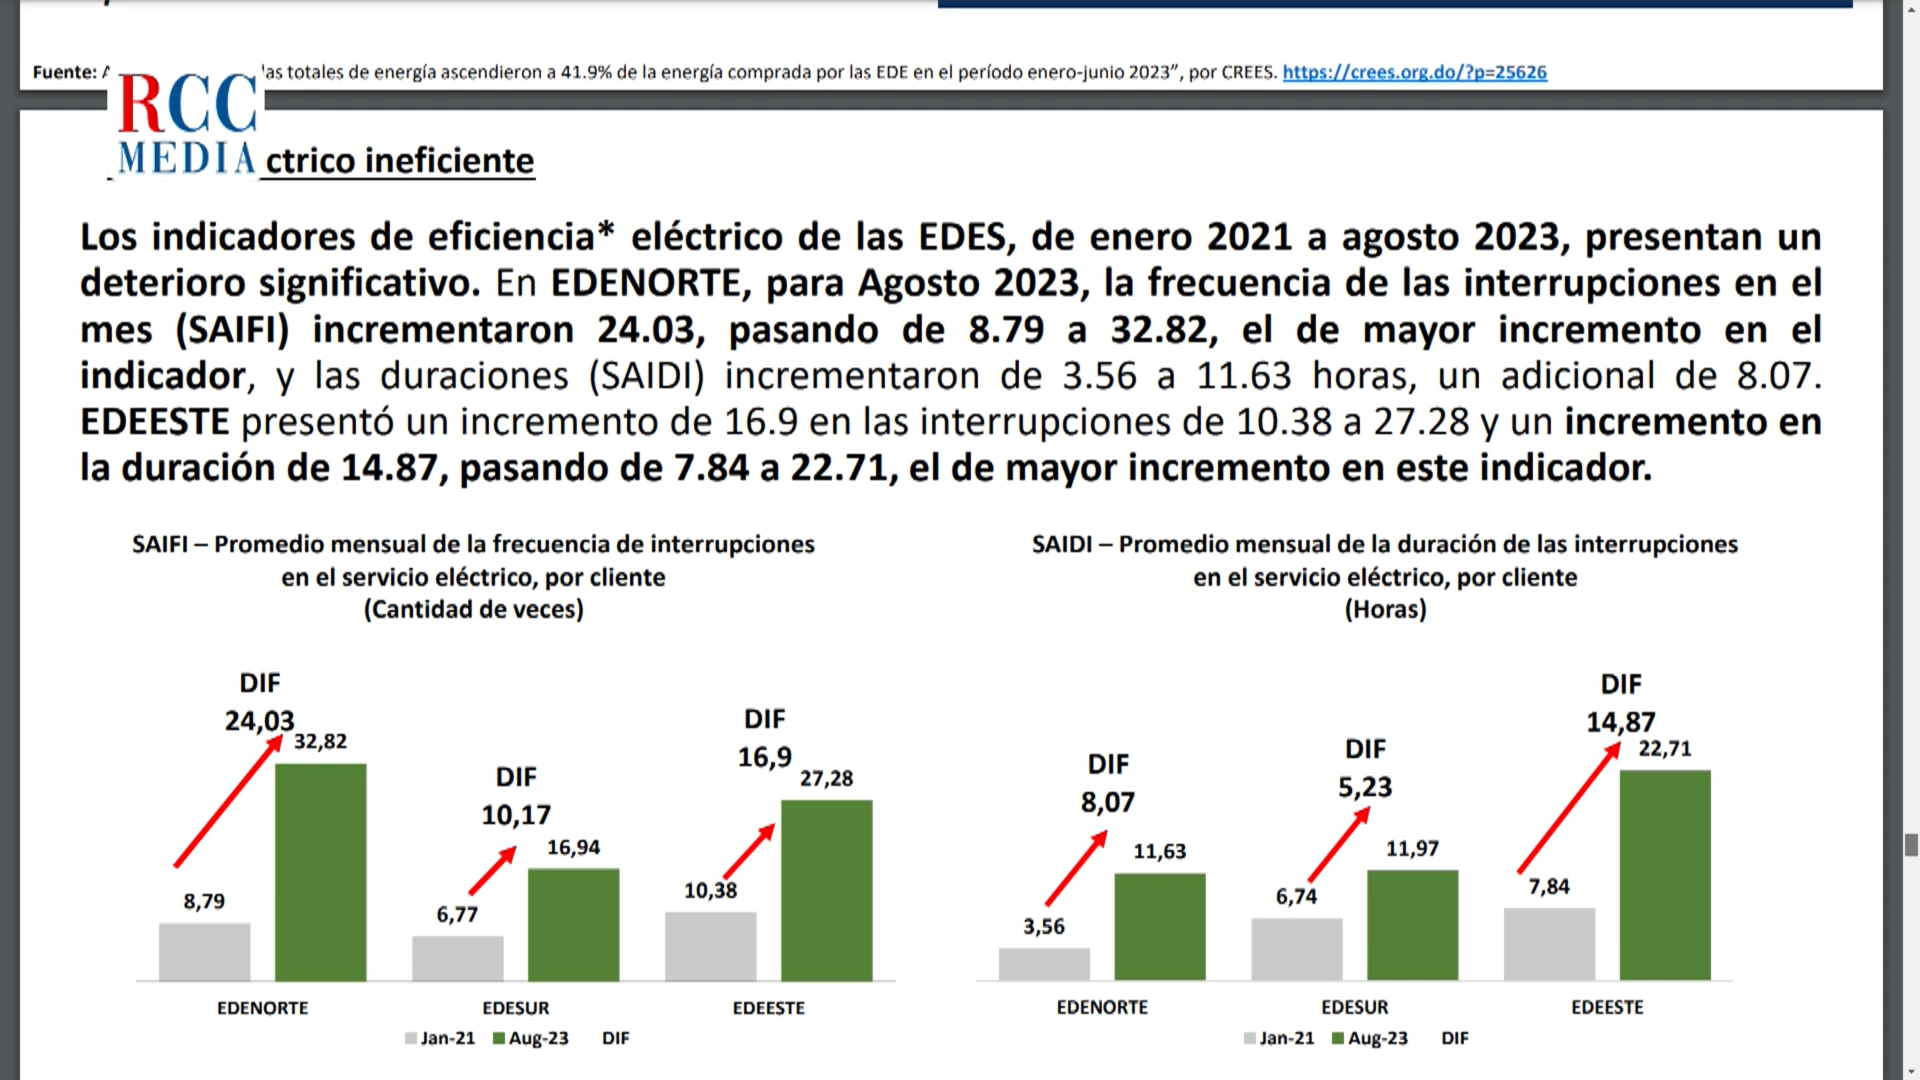 Fuente: las totales de energía ascendieron a 41.9% de la energía comprada por las EDE en el período enero-junio 2023”, por CREES. https://crees.org.do/?p=25626
RCC
MEDIA
ctrico ineficiente
Los indicadores de eficiencia* eléctrico de las EDES, de enero 2021 a agosto 2023, presentan un
deterioro significativo. En EDENORTE, para Agosto 2023, la frecuencia de las interrupciones en el
mes (SAIFI) incrementaron 24.03, pasando de 8.79 a 32.82, el de mayor incremento en el
indicador, y las duraciones (SAIDI) incrementaron de 3.56 a 11.63 horas, un adicional de 8.07.
EDEESTE presentó un incremento de 16.9 en las interrupciones de 10.38 a 27.28 y un incremento en
la duración de 14.87, pasando de 7.84 a 22.71, el de mayor incremento en este indicador.
SAIFI – Promedio mensual de la frecuencia de interrupciones
en el servicio eléctrico, por cliente
(Cantidad de veces)
DIF
24,03
32,82
8,79
DIF
10,17
16,94
6,77
DIF
16,9
27,28
10,38
EDENORTE EDESUR EDEESTE
Jan-21 Aug-23 DIF
SAIDI – Promedio mensual de la duración de las interrupciones
en el servicio eléctrico, por cliente
(Horas)
DIF
8,07
11,63
3,56
DIF
5,23
11,97
6,74
DIF
14,87
22,71
7,84
EDENORTE EDESUR EDEESTE
Jan-21 Aug-23 DIF